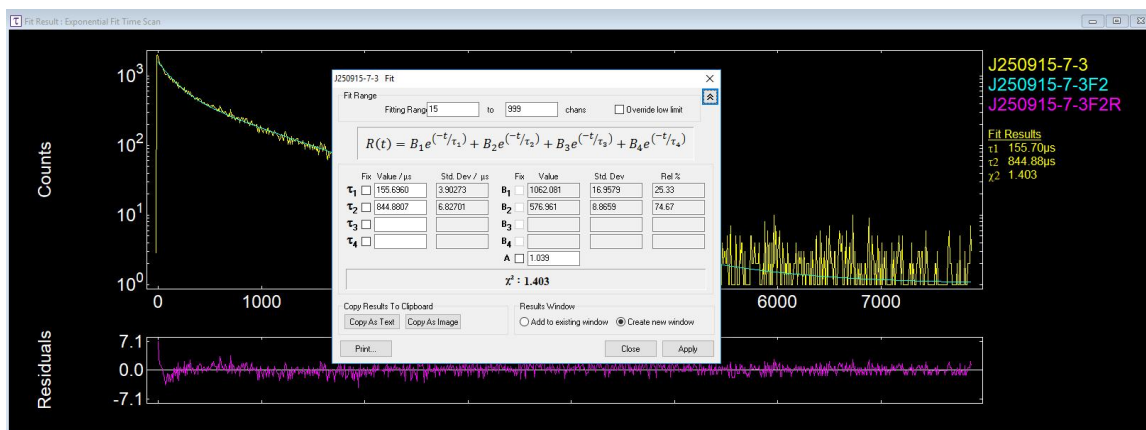 Fit Result : Exponential Fit Time Scan
J250915-7-3 Fit
Fit Range
Fitting Rang 15 to 999 chans Override low limit
R(t) = B₁e^(-t/τ₁) + B₂e^(-t/τ₂) + B₃e^(-t/τ₃) + B₄e^(-t/τ₄)
Fix Value / µs Std. Dev / µs Fix Value Std. Dev Rel %
τ₁ 155.6960 3.90273 B₁ 1062.081 16.9579 25.33
τ₂ 844.8807 6.82701 B₂ 576.961 8.8659 74.67
τ₃ B₃
τ₄ B₄
A 1.039
χ² : 1.403
Copy Results To Clipboard
Copy As Text Copy As Image
Results Window
Add to existing window Create new window
Print... Close Apply
Counts
10³
10²
10¹
10⁰
0 1000 6000 7000
Residuals
7.1
0.0
-7.1
J250915-7-3
J250915-7-3F2
J250915-7-3F2R
Fit Results
τ1 155.70µs
τ2 844.88µs
χ2 1.403